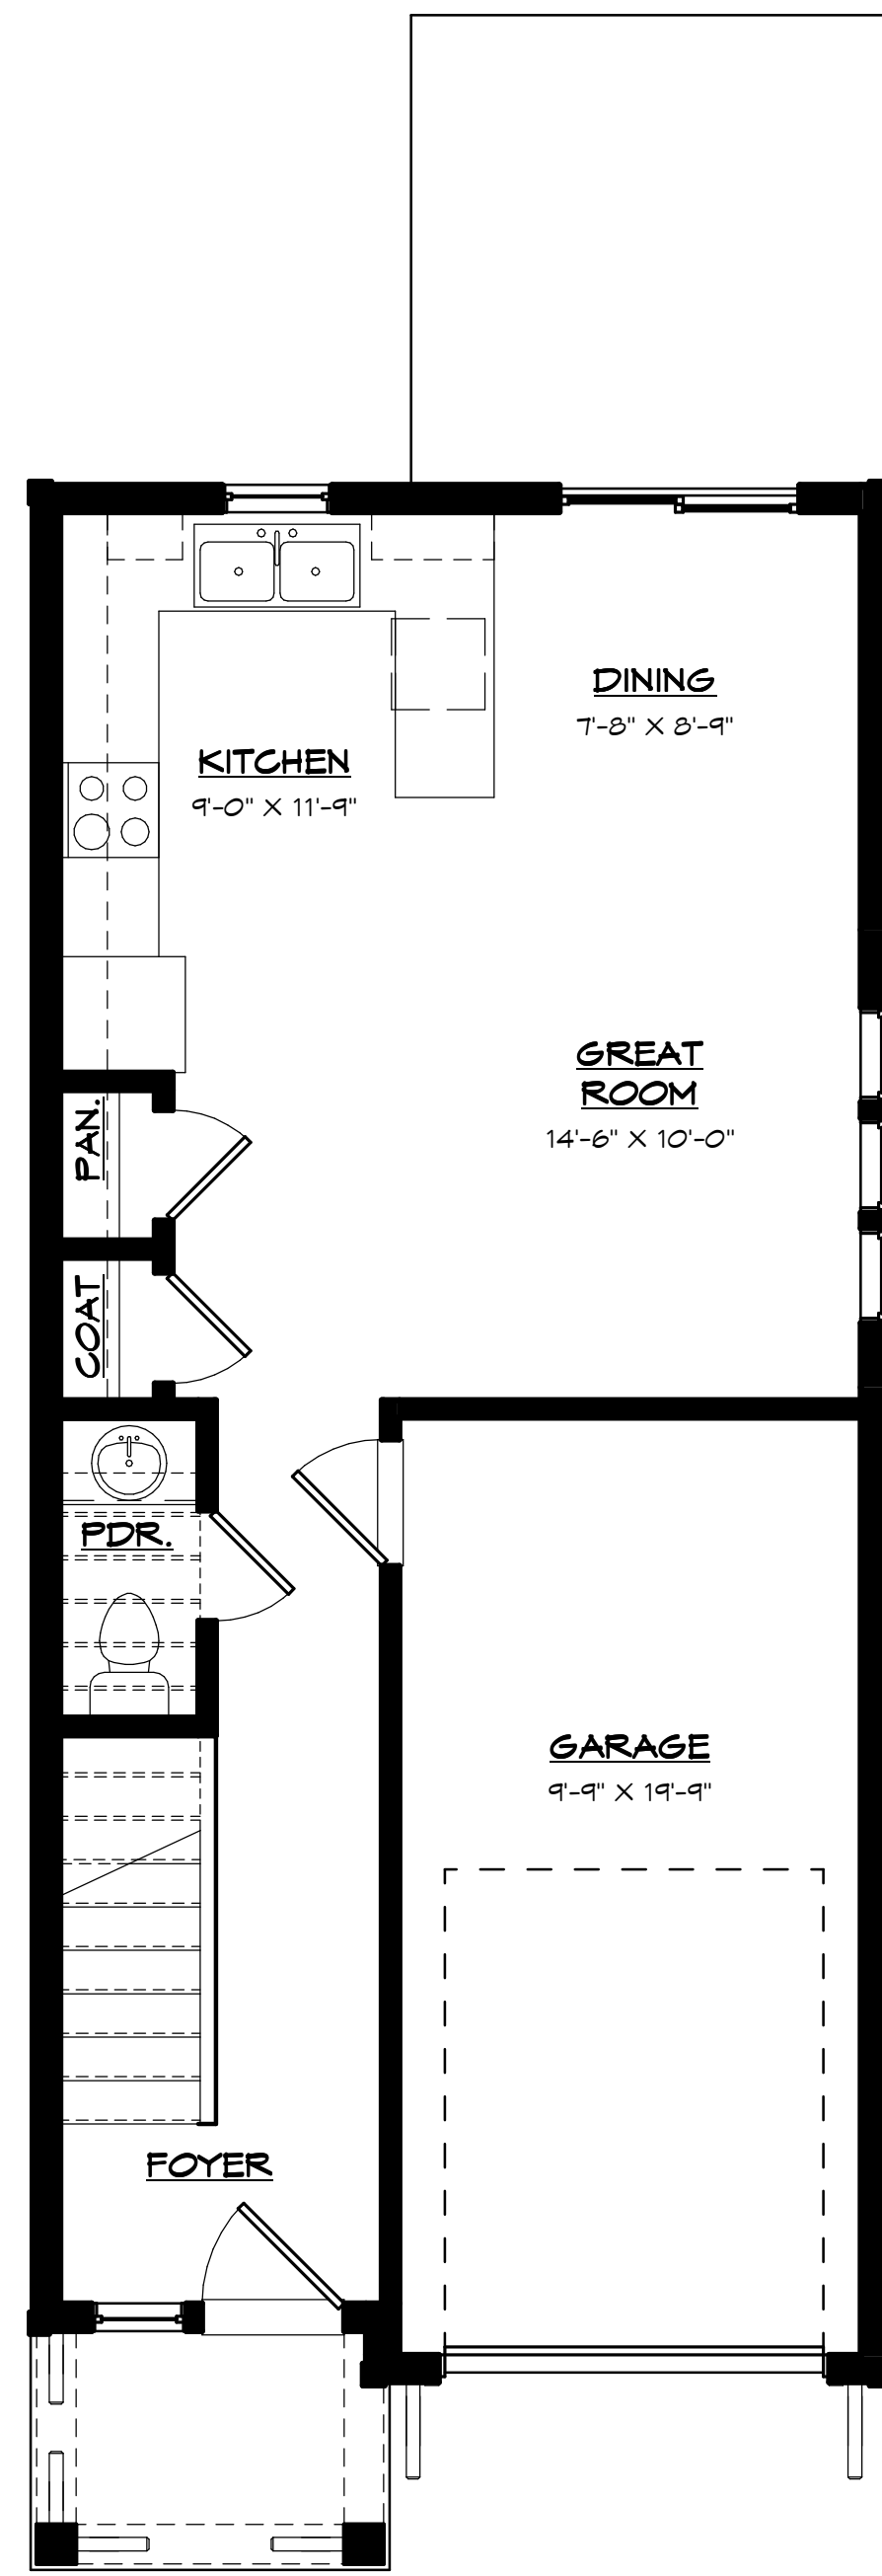 DINING
7'-8" X 8'-9"
KITCHEN
9'-0" X 11'-9"
GREAT
ROOM
14'-6" X 10'-0"
PAN.
COAT
PDR.
GARAGE
9'-9" X 19'-9"
FOYER